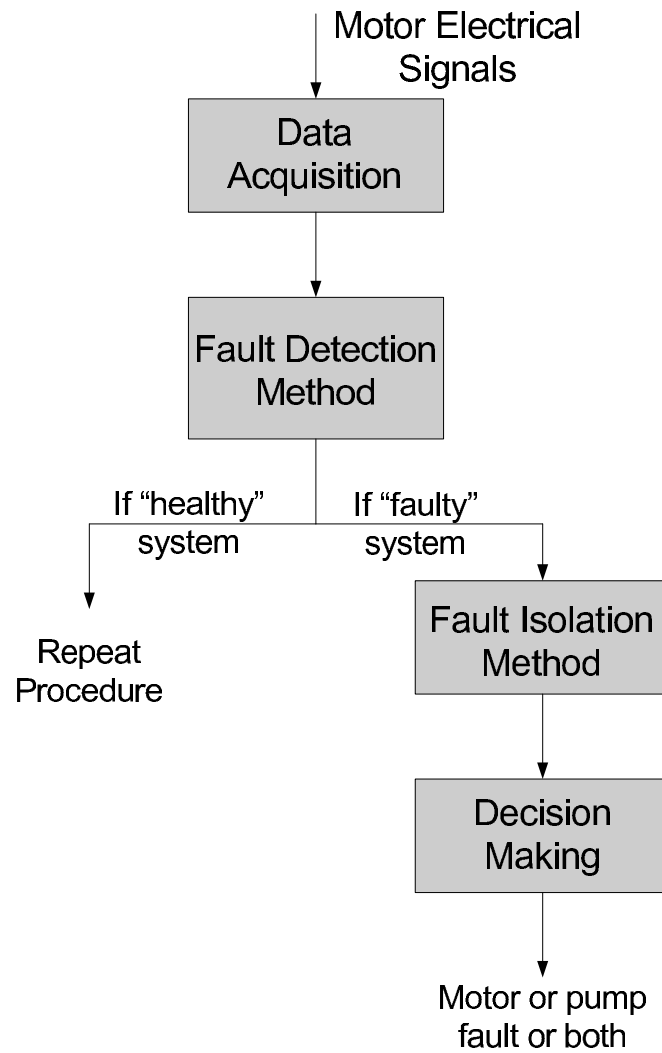 Motor Electrical
Signals
Data
Acquisition
Fault Detection
Method
If “healthy”
system
If “faulty”
system
Repeat
Procedure
Fault Isolation
Method
Decision
Making
Motor or pump
fault or both